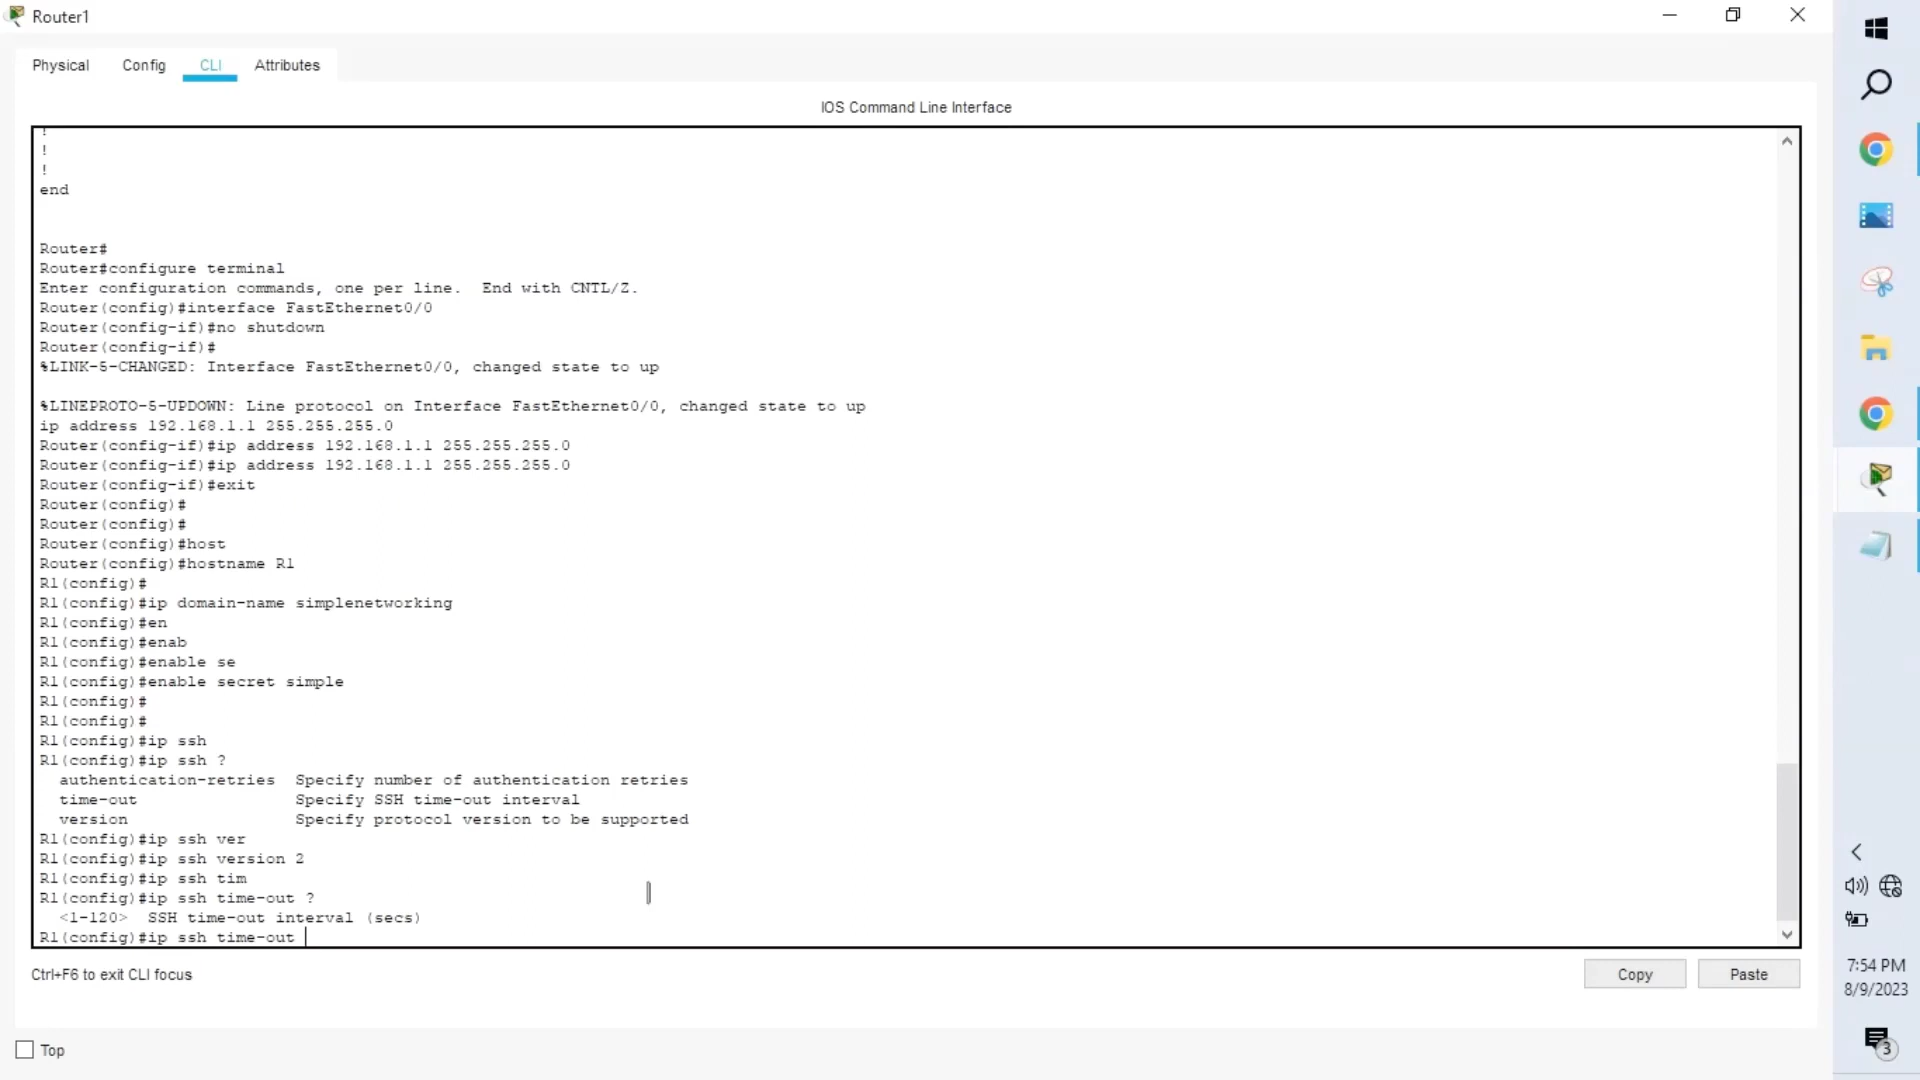 Router1
Physical Config CLI Attributes
IOS Command Line Interface
!
!
!
end
Router#
Router#configure terminal
Enter configuration commands, one per line.  End with CNTL/Z.
Router(config)#interface FastEthernet0/0
Router(config-if)#no shutdown
Router(config-if)#
%LINK-5-CHANGED: Interface FastEthernet0/0, changed state to up
%LINEPROTO-5-UPDOWN: Line protocol on Interface FastEthernet0/0, changed state to up
ip address 192.168.1.1 255.255.255.0
Router(config-if)#ip address 192.168.1.1 255.255.255.0
Router(config-if)#ip address 192.168.1.1 255.255.255.0
Router(config-if)#exit
Router(config)#
Router(config)#
Router(config)#host
Router(config)#hostname R1
R1(config)#
R1(config)#ip domain-name simplenetworking
R1(config)#en
R1(config)#enab
R1(config)#enable se
R1(config)#enable secret simple
R1(config)#
R1(config)#
R1(config)#ip ssh
R1(config)#ip ssh ?
authentication-retries  Specify number of authentication retries
time-out  Specify SSH time-out interval
version  Specify protocol version to be supported
R1(config)#ip ssh ver
R1(config)#ip ssh version 2
R1(config)#ip ssh tim
R1(config)#ip ssh time-out ?
<1-120>  SSH time-out interval (secs)
R1(config)#ip ssh time-out
Ctrl+F6 to exit CLI focus
Copy Paste
Top
7:54 PM
8/9/2023
3